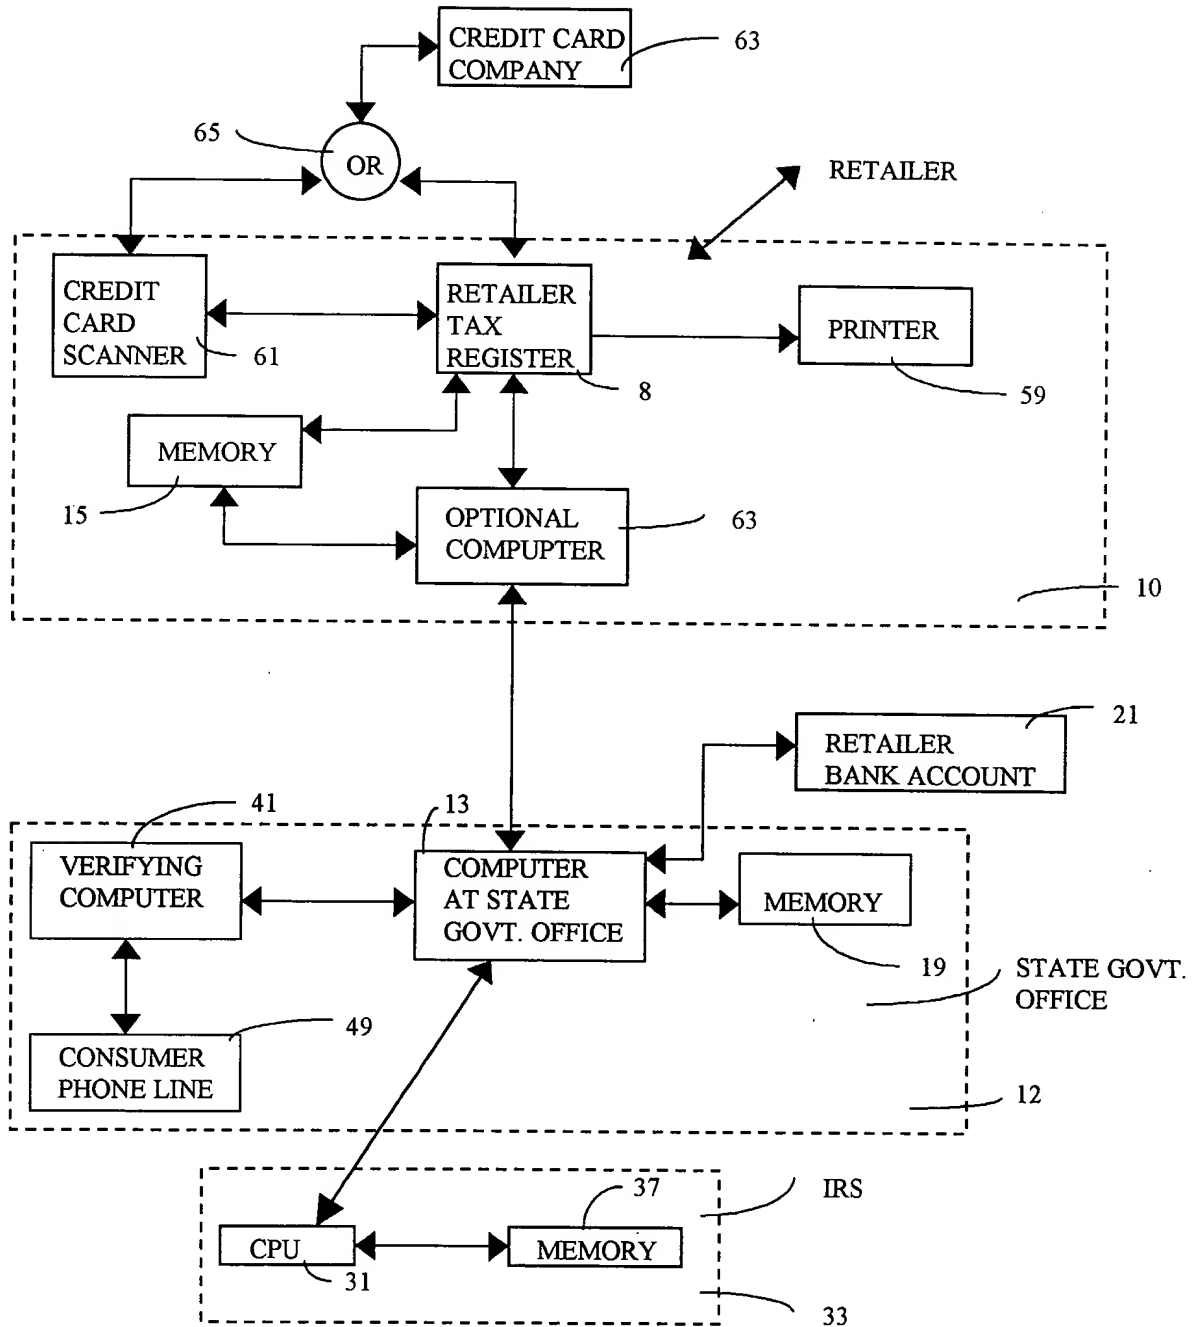 CREDIT CARD
COMPANY
63
65
OR
RETAILER
CREDIT
CARD
SCANNER
61
RETAILER
TAX
REGISTER
8
PRINTER
59
MEMORY
15
OPTIONAL
COMPUPTER
63
10
21
RETAILER
BANK ACCOUNT
41
13
VERIFYING
COMPUTER
COMPUTER
AT STATE
GOVT. OFFICE
MEMORY
19
STATE GOVT.
OFFICE
49
CONSUMER
PHONE LINE
12
37
IRS
CPU
MEMORY
31
33